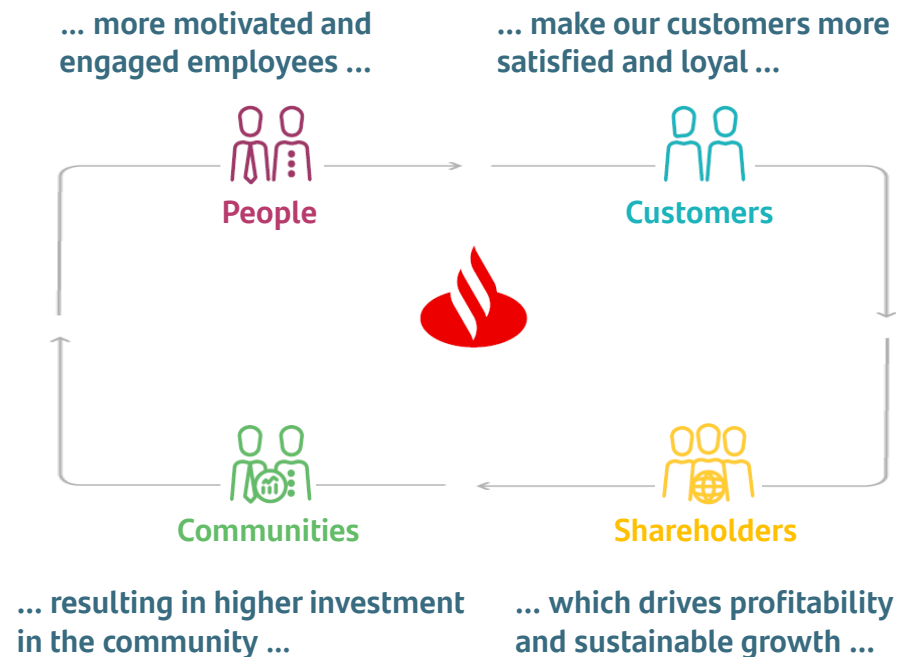 ... more motivated and
engaged employees ...
... make our customers more
satisfied and loyal ...
People
Customers
Communities
Shareholders
... resulting in higher investment
in the community ...
... which drives profitability
and sustainable growth ...